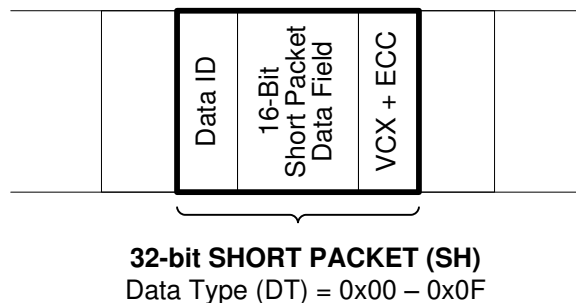 Data ID
16-Bit
Short Packet
Data Field
VCX + ECC
32-bit SHORT PACKET (SH)
Data Type (DT) = 0x00 – 0x0F